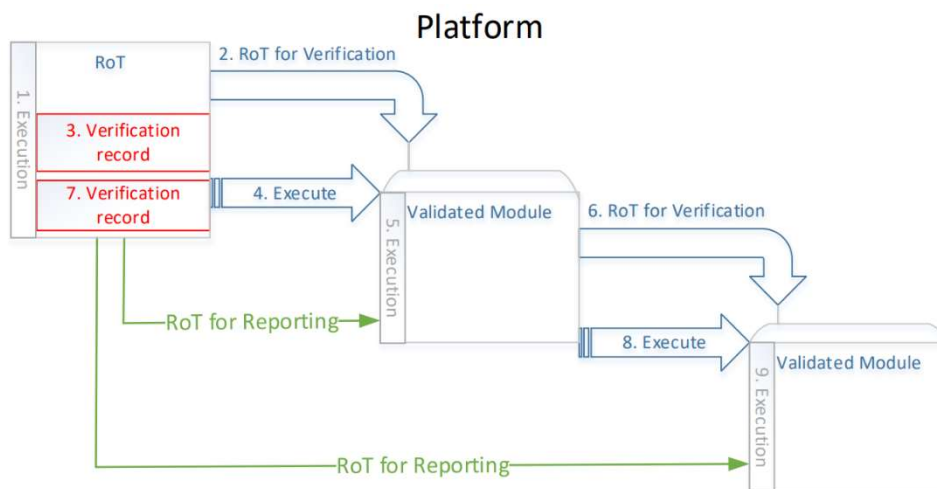 Platform
RoT
2. RoT for Verification
1. Execution
3. Verification
record
7. Verification
record
4. Execute
Validated Module
5. Execution
6. RoT for Verification
RoT for Reporting
8. Execute
Validated Module
9. Execution
RoT for Reporting